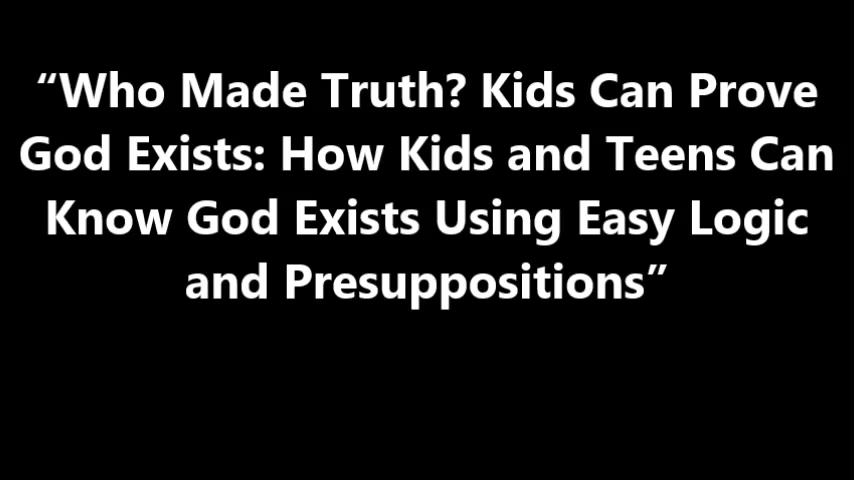 “Who Made Truth? Kids Can Prove
God Exists: How Kids and Teens Can
Know God Exists Using Easy Logic
and Presuppositions”